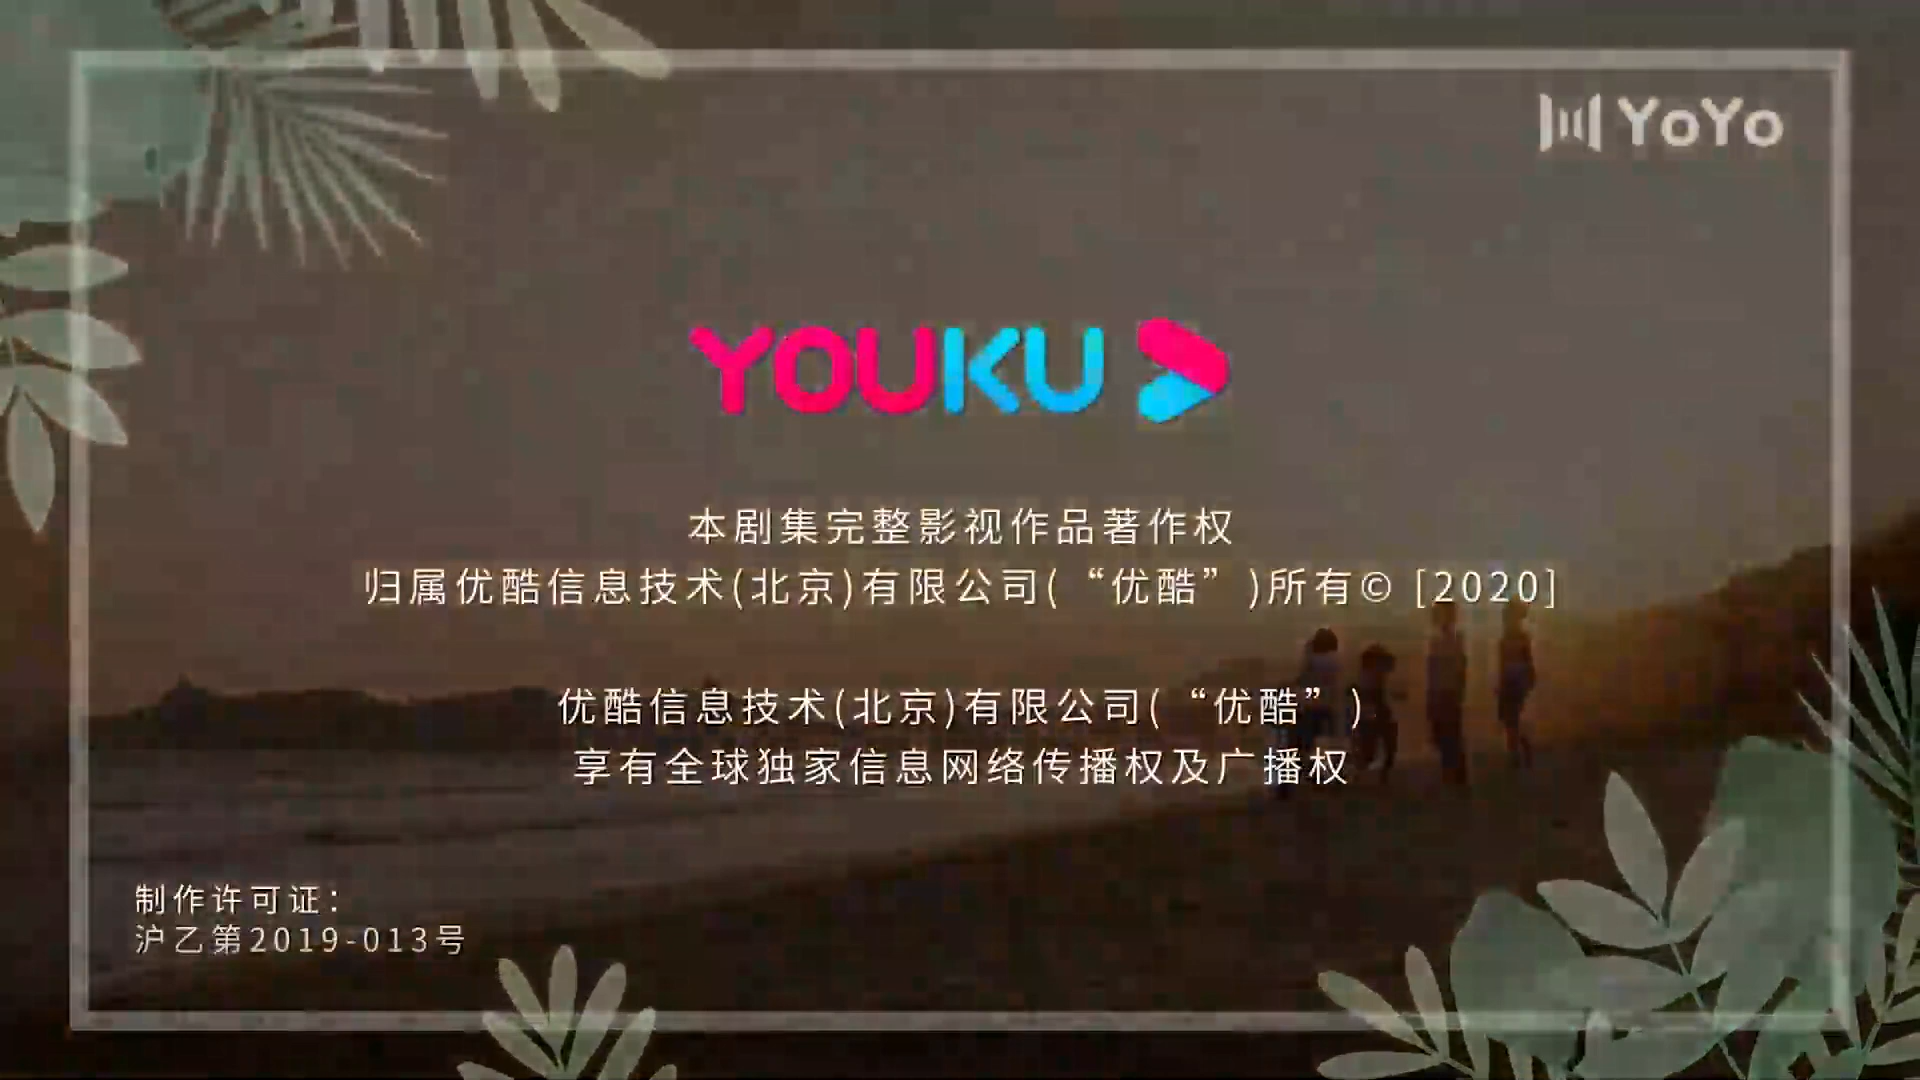 YoYo
YOUKU
本剧集完整影视作品著作权
归属优酷信息技术(北京)有限公司(“优酷”)所有© [2020]
优酷信息技术(北京)有限公司(“优酷”)
享有全球独家信息网络传播权及广播权
制作许可证：
沪乙第2019-013号